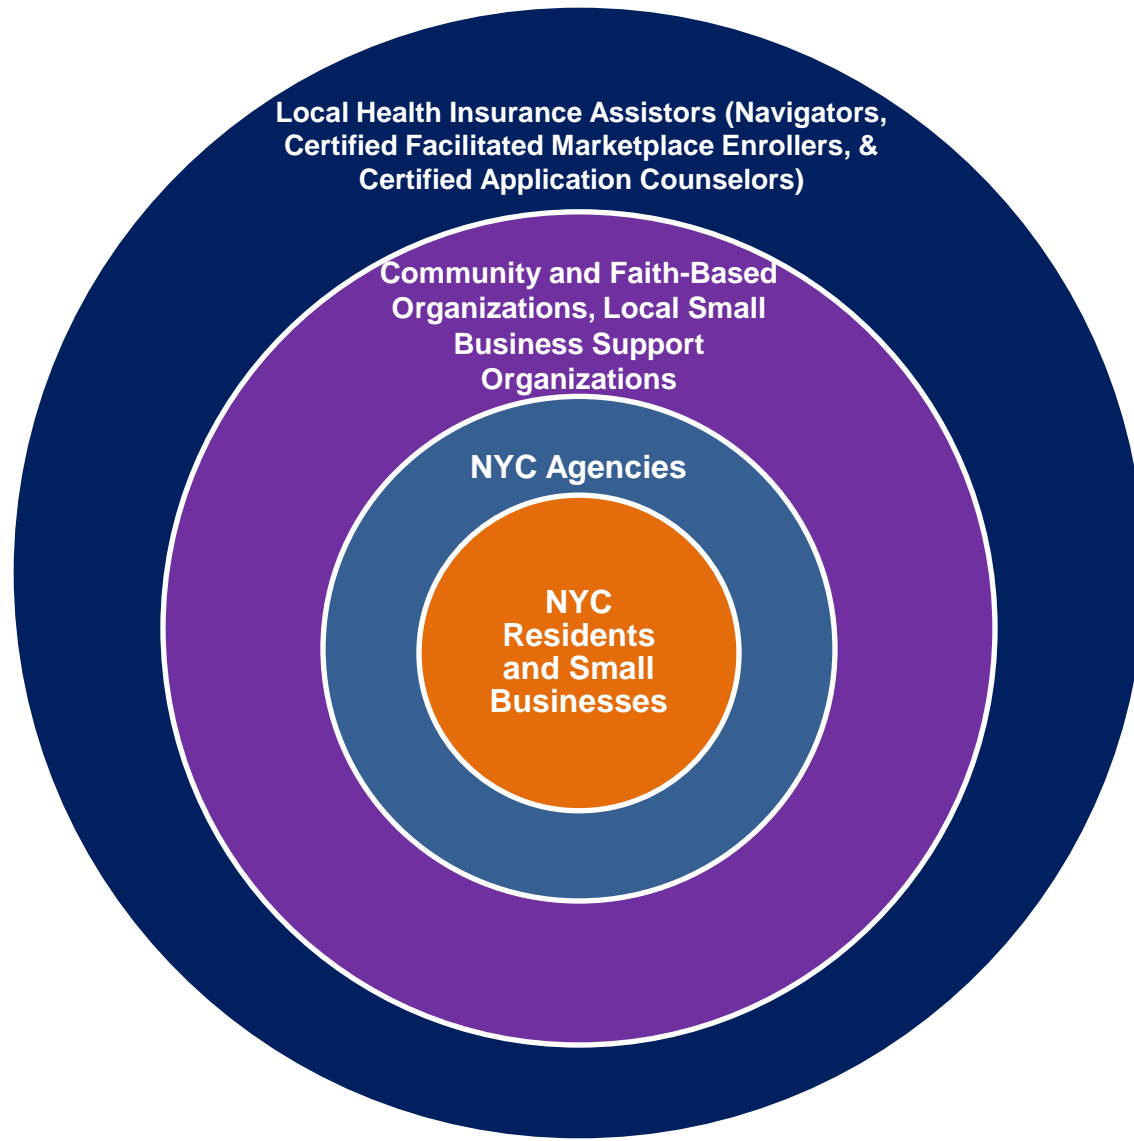 Local Health Insurance Assistors (Navigators,
Certified Facilitated Marketplace Enrollers, &
Certified Application Counselors)
Community and Faith-Based
Organizations, Local Small
Business Support
Organizations
NYC Agencies
NYC
Residents
and Small
Businesses